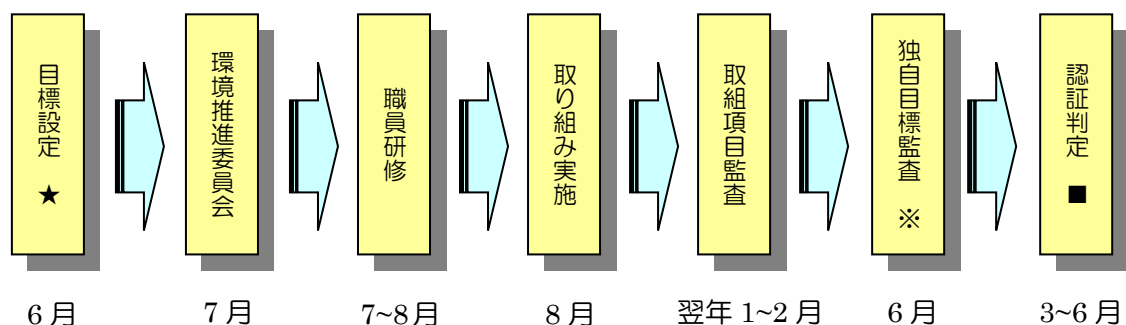 目標設定　★
環境推進委員会
職員研修
取り組み実施
取組項目監査
独自目標監査　※
認証判定　■
6 月
7 月
7~8月
8 月
翌年 1~2 月
6 月
3~6 月